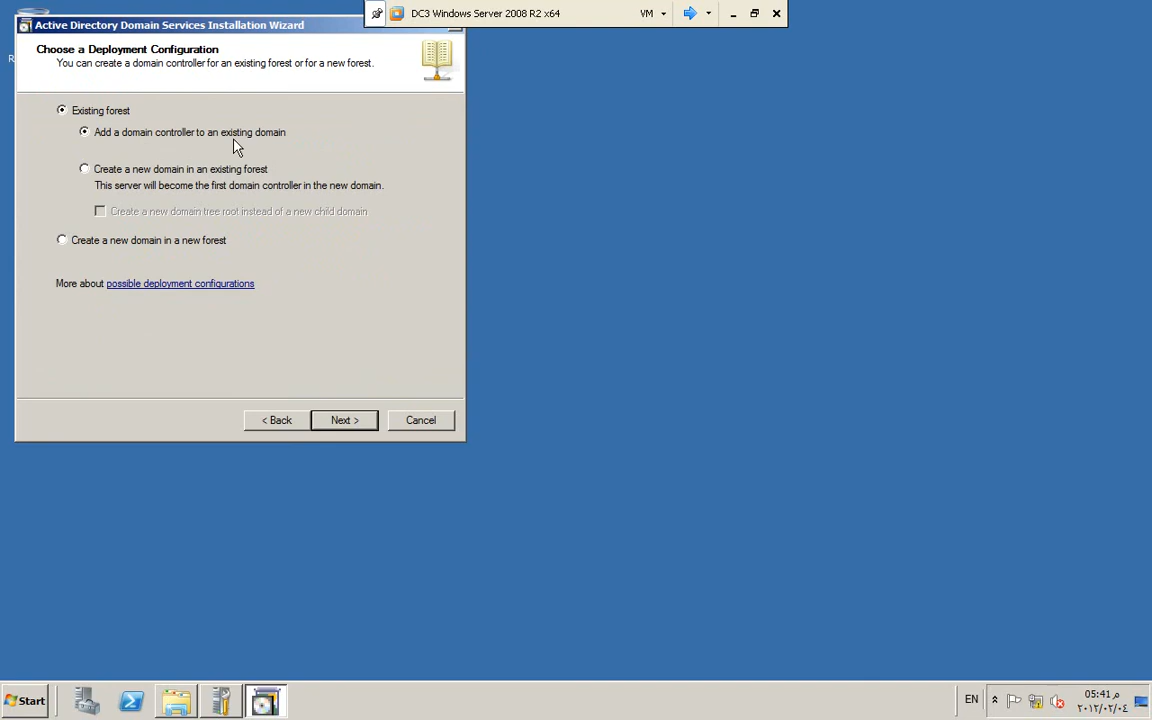 DC3 Windows Server 2008 R2 x64
VM
Active Directory Domain Services Installation Wizard
Choose a Deployment Configuration
You can create a domain controller for an existing forest or for a new forest.
R
Existing forest
Add a domain controller to an existing domain
Create a new domain in an existing forest
This server will become the first domain controller in the new domain.
Create a new domain tree root instead of a new child domain
Create a new domain in a new forest
More about possible deployment configurations
< Back
Next >
Cancel
Start
EN
05:41 م
٢٠١٢/٠٢/٠٤